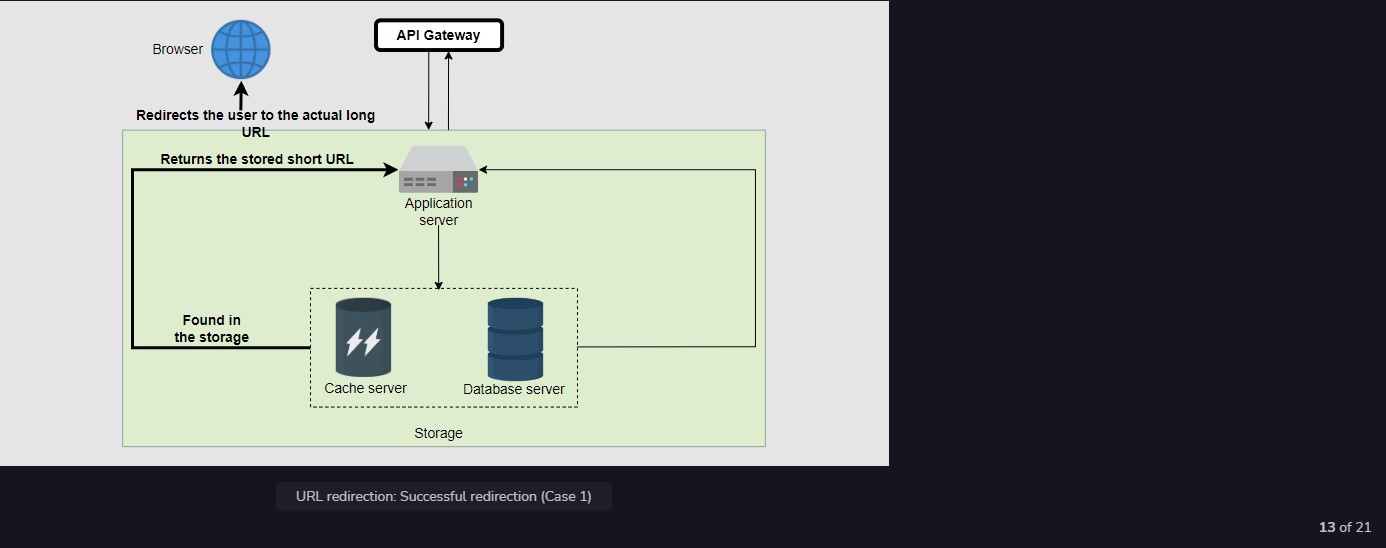 API Gateway
Browser
Redirects the user to the actual long
URL
Returns the stored short URL
Application
server
Found in
the storage
Cache server
Database server
Storage
URL redirection: Successful redirection (Case 1)
13 of 21